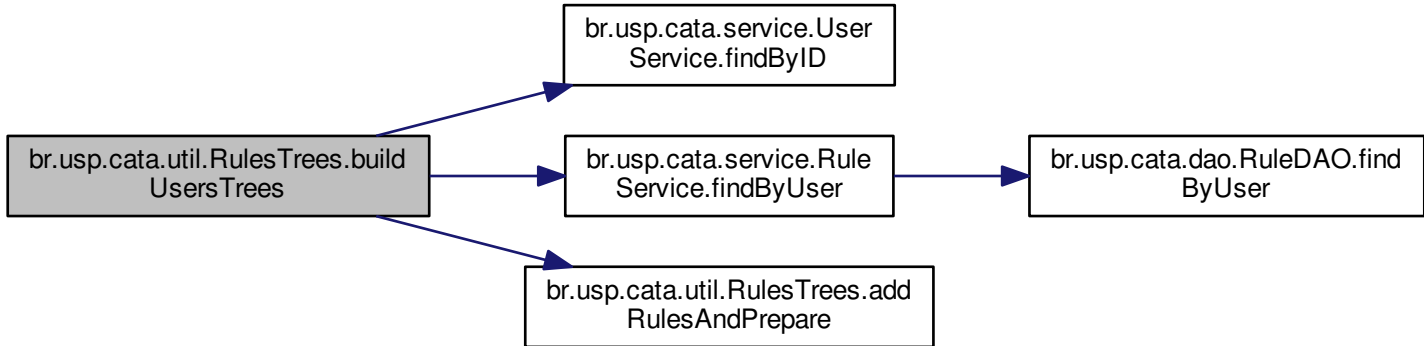 br.usp.cata.service.User
Service.findByID
br.usp.cata.util.RulesTrees.build
UsersTrees
br.usp.cata.service.Rule
Service.findByUser
br.usp.cata.dao.RuleDAO.find
ByUser
br.usp.cata.util.RulesTrees.add
RulesAndPrepare